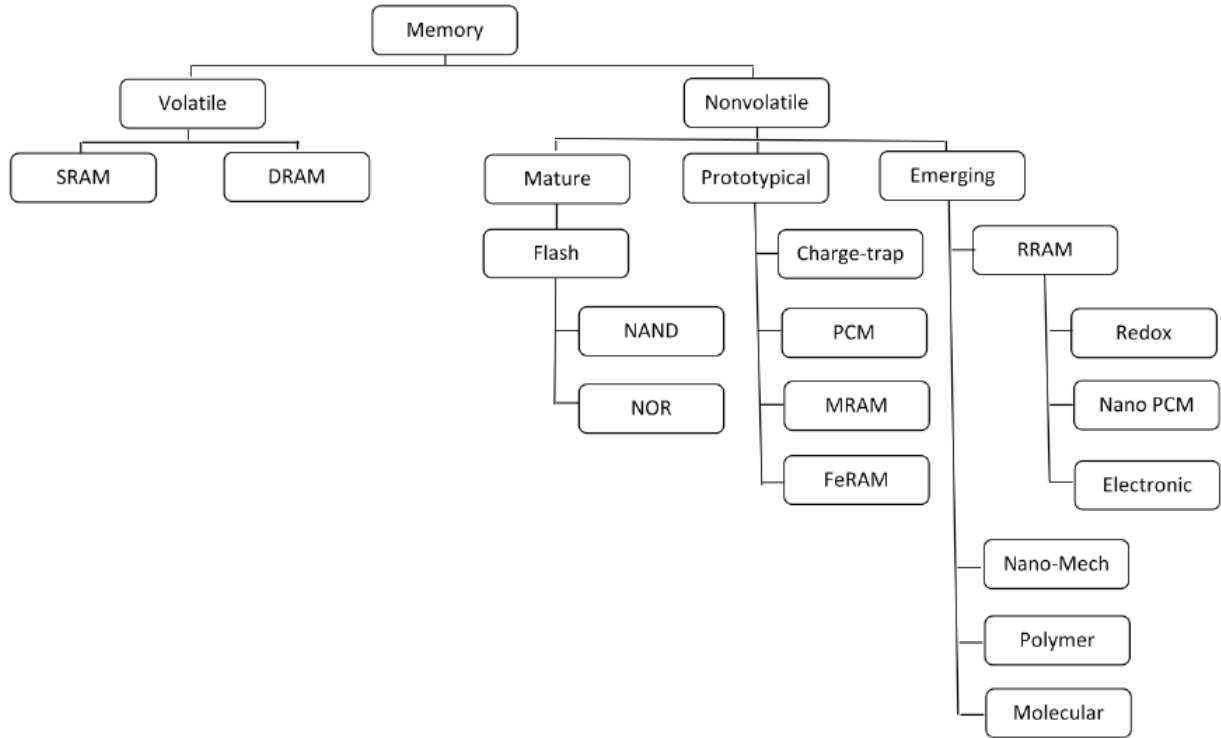 Memory
Volatile
Nonvolatile
SRAM
DRAM
Mature
Prototypical
Emerging
Flash
Charge-trap
RRAM
NAND
PCM
Redox
NOR
MRAM
Nano PCM
FeRAM
Electronic
Nano-Mech
Polymer
Molecular